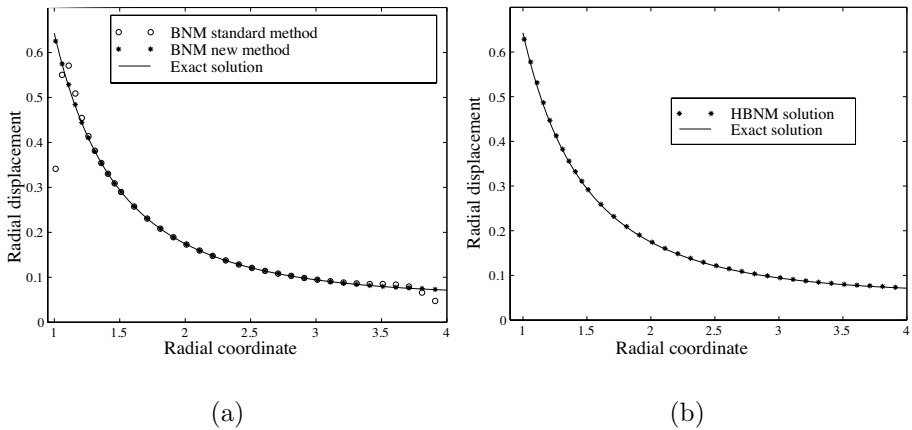 BNM standard method
BNM new method
Exact solution
Radial displacement
0.6
0.5
0.4
0.3
0.2
0.1
0
1
1.5
2
2.5
3
3.5
4
Radial coordinate
(a)
HBNM solution
Exact solution
Radial displacement
0.6
0.5
0.4
0.3
0.2
0.1
0
1
1.5
2
2.5
3
3.5
4
Radial coordinate
(b)